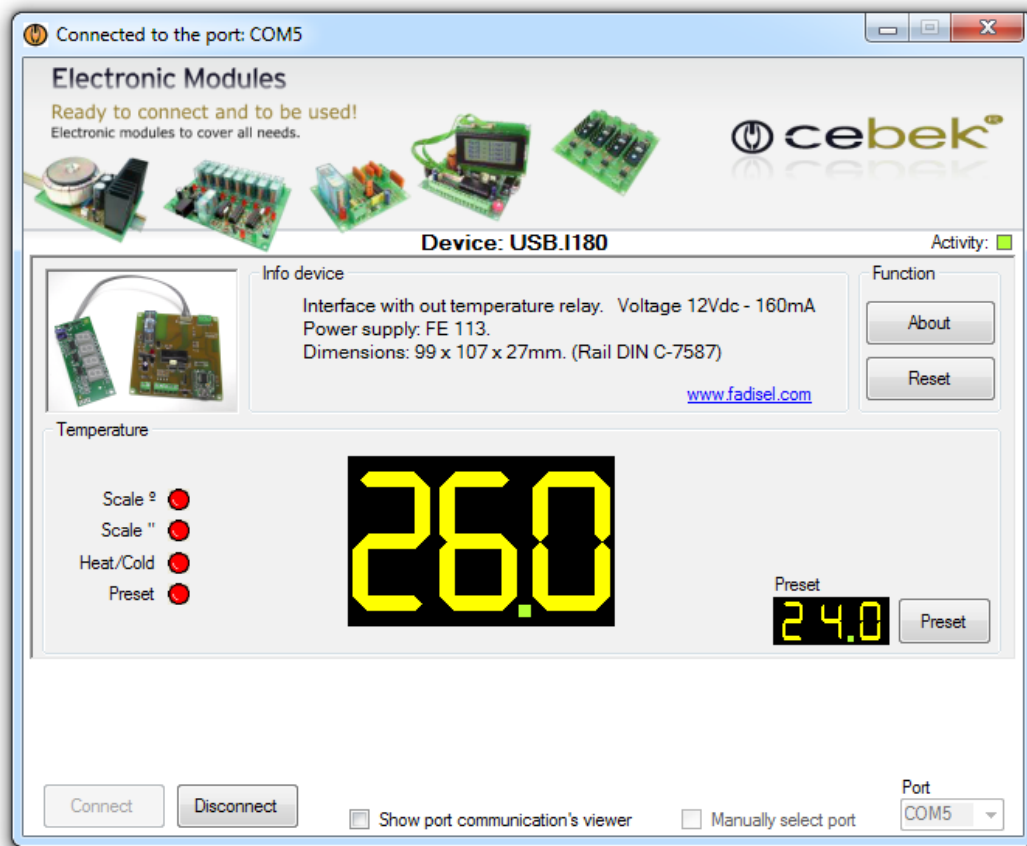 Connected to the port: COM5
Electronic Modules
Ready to connect and to be used!
Electronic modules to cover all needs.
cebek
Device: USB.I180
Activity:
Info device
Interface with out temperature relay. Voltage 12Vdc - 160mA
Power supply: FE 113.
Dimensions: 99 x 107 x 27mm. (Rail DIN C-7587)
www.fadisel.com
Function
About
Reset
Temperature
Scale º
Scale "
Heat/Cold
Preset
26.0
Preset
24.0
Preset
Connect
Disconnect
Show port communication's viewer
Manually select port
Port
COM5